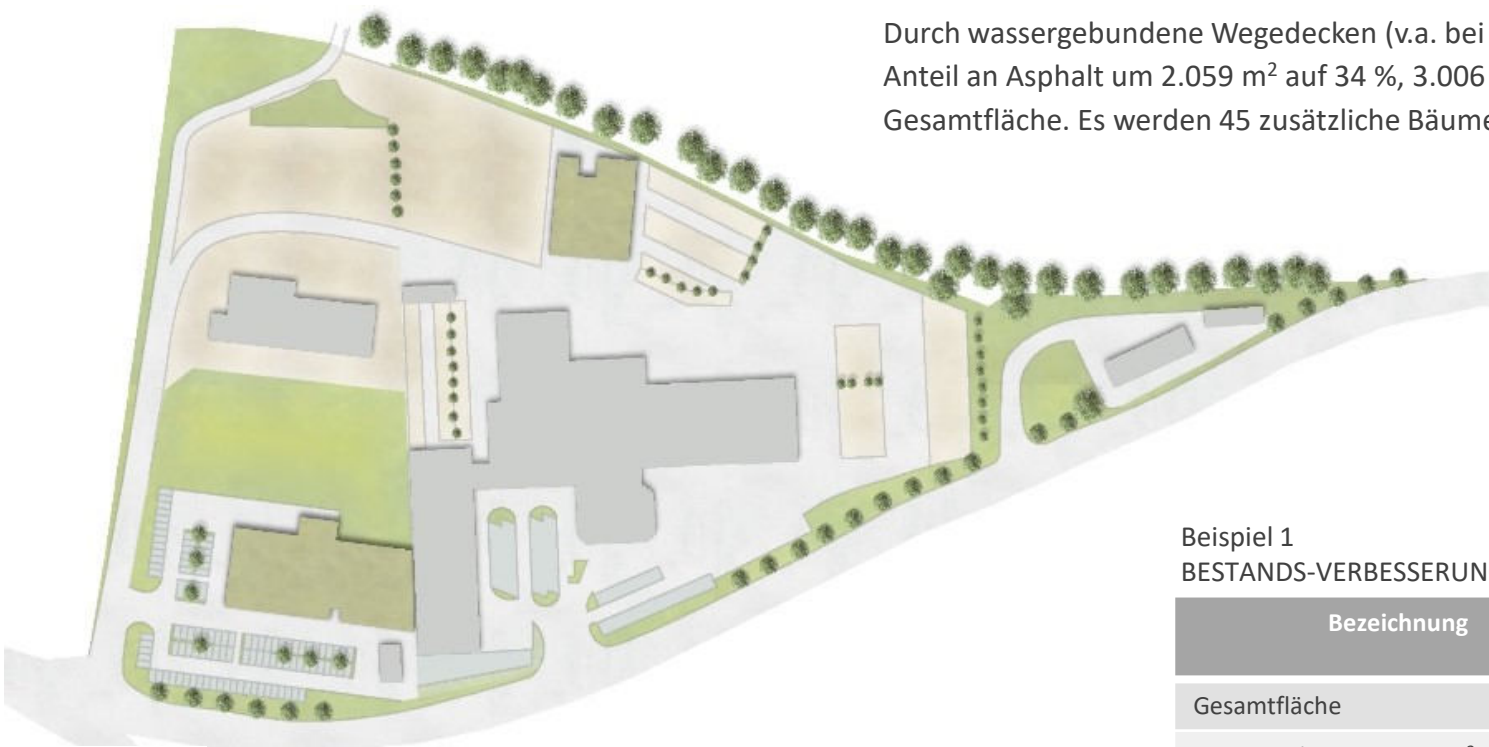 Durch wassergebundene Wegedecken (v.a. bei
Anteil an Asphalt um 2.059 m² auf 34 %, 3.006
Gesamtfläche. Es werden 45 zusätzliche Bäume
Beispiel 1
BESTANDS-VERBESSERUN
Bezeichnung
Gesamtfläche